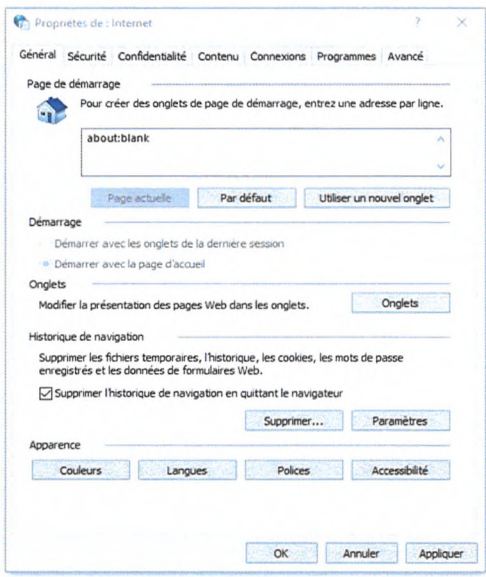 Propriétés de : Internet ? ×
Général Sécurité Confidentialité Contenu Connexions Programmes Avancé
Page de démarrage
Pour créer des onglets de page de démarrage, entrez une adresse par ligne.
about:blank
Page actuelle Par défaut Utiliser un nouvel onglet
Démarrage
Démarrer avec les onglets de la dernière session
Démarrer avec la page d'accueil
Onglets
Modifier la présentation des pages Web dans les onglets. Onglets
Historique de navigation
Supprimer les fichiers temporaires, l'historique, les cookies, les mots de passe
enregistrés et les données de formulaires Web.
Supprimer l'historique de navigation en quittant le navigateur
Supprimer... Paramètres
Apparence
Couleurs Langues Polices Accessibilité
OK Annuler Appliquer